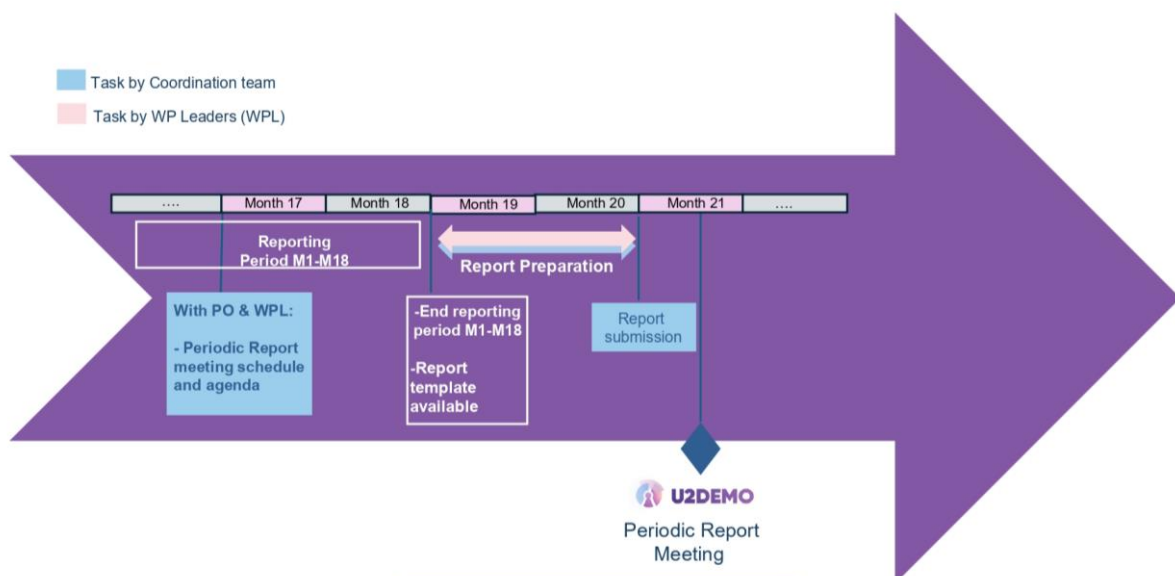 Task by Coordination team
Task by WP Leaders (WPL)
....
Month 17
Month 18
Month 19
Month 20
Month 21
....
Reporting
Period M1-M18
Report Preparation
With PO & WPL:
- Periodic Report
meeting schedule
and agenda
-End reporting
period M1-M18
-Report
template
available
Report
submission
U2DEMO
Periodic Report
Meeting